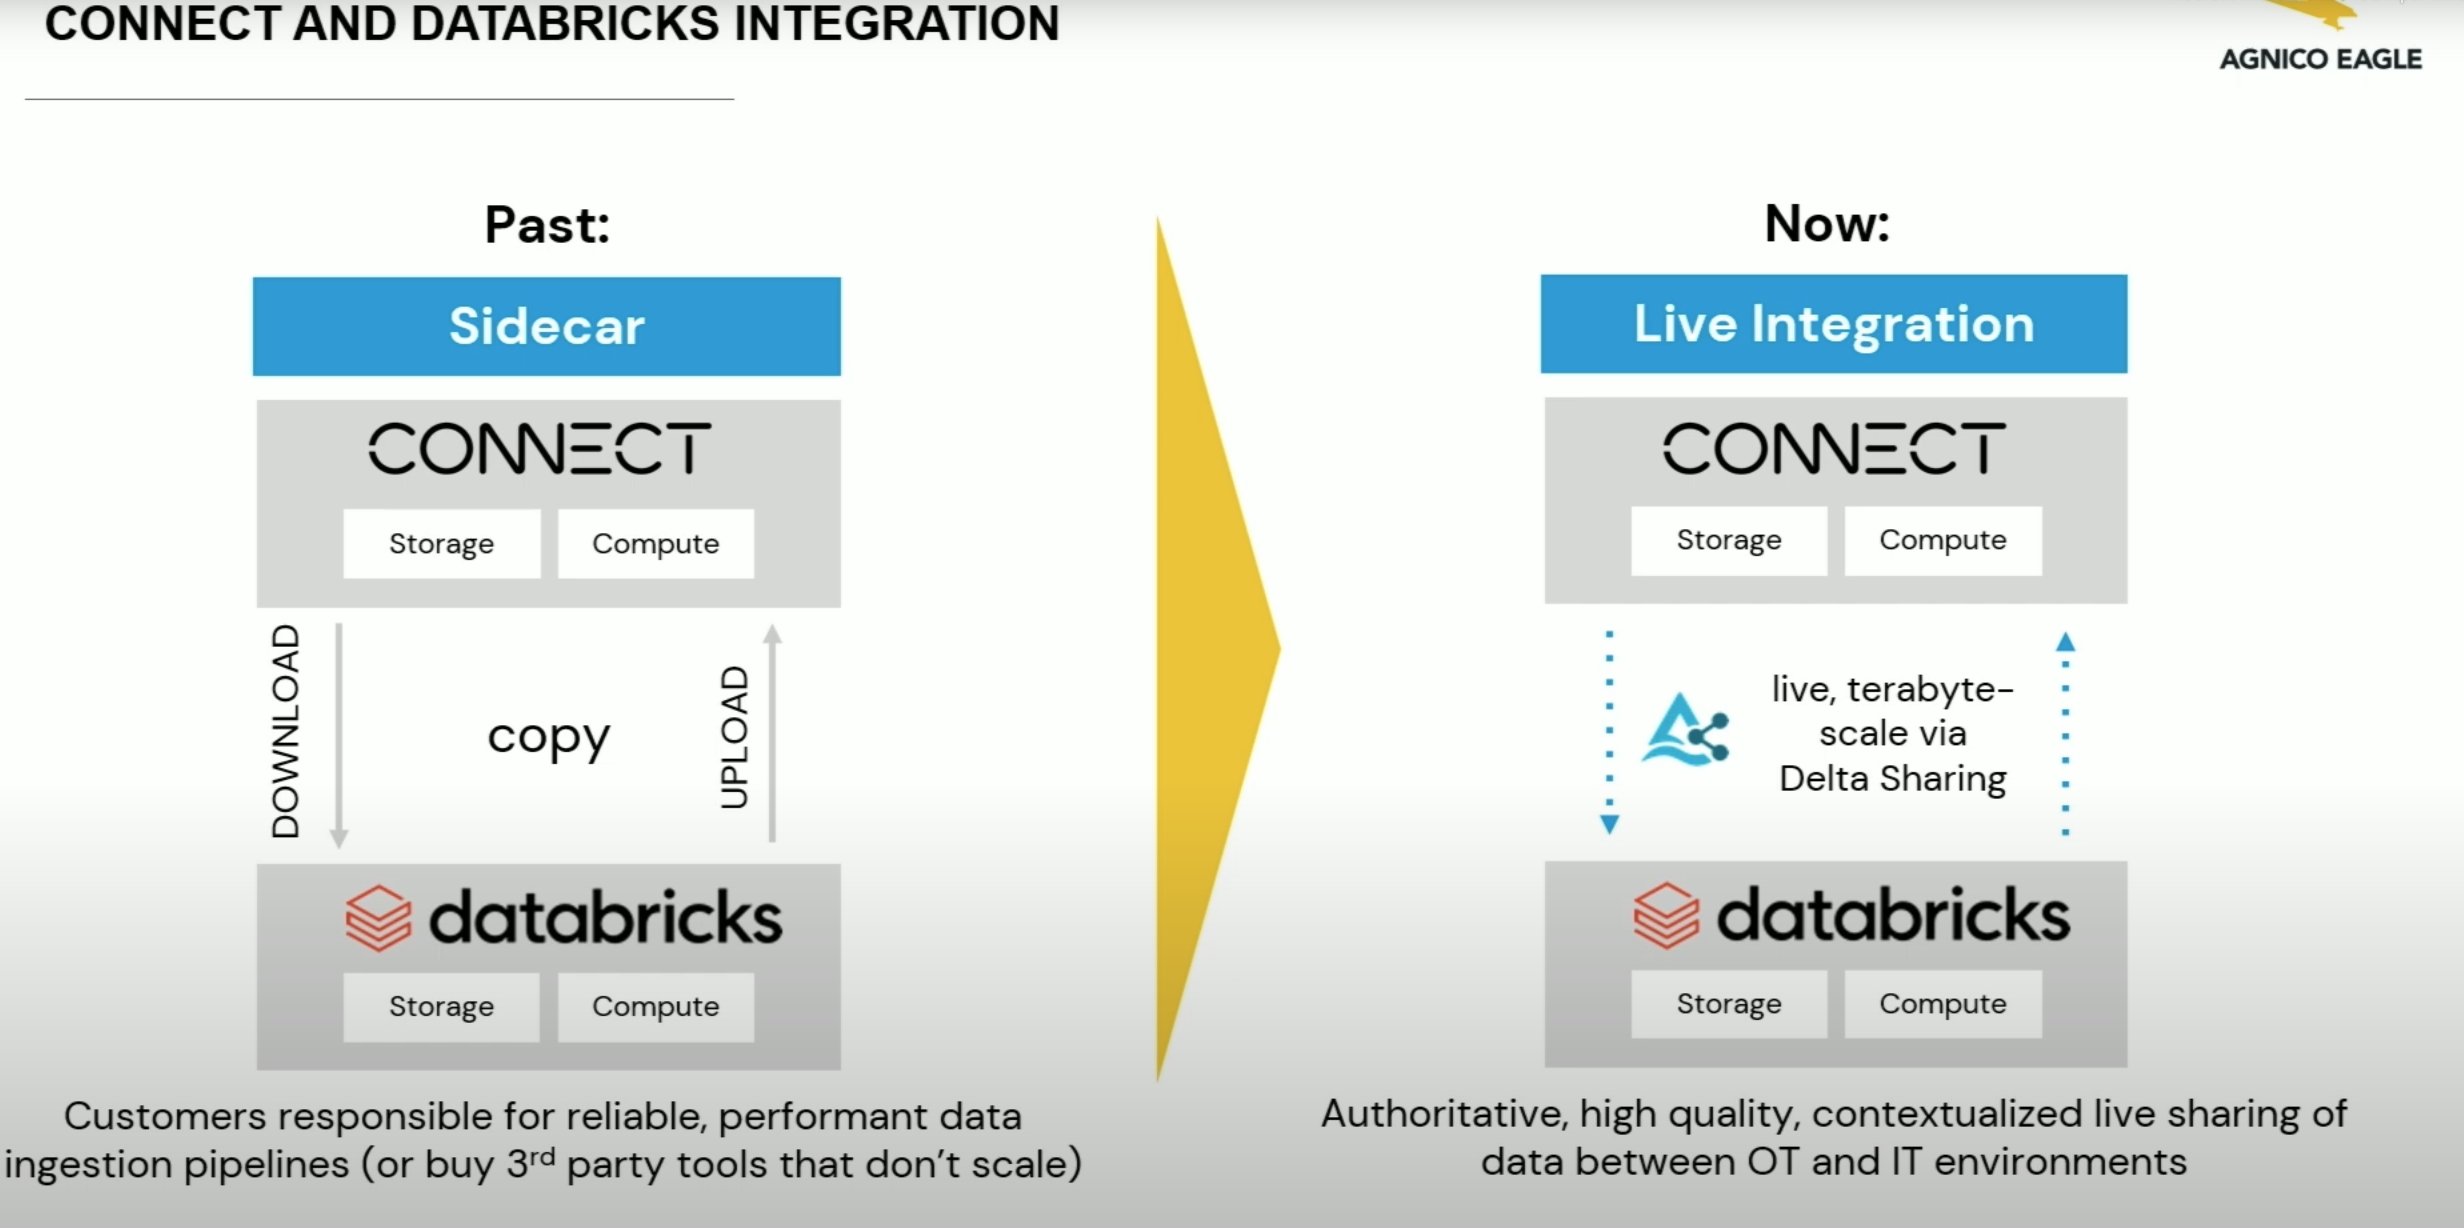 CONNECT AND DATABRICKS INTEGRATION
AGNICO EAGLE
Past:
Sidecar
CONNECT
Storage
Compute
DOWNLOAD
copy
UPLOAD
databricks
Storage
Compute
Customers responsible for reliable, performant data
ingestion pipelines (or buy 3rd party tools that don't scale)
Now:
Live Integration
CONNECT
Storage
Compute
live, terabyte-
scale via
Delta Sharing
databricks
Storage
Compute
Authoritative, high quality, contextualized live sharing of
data between OT and IT environments